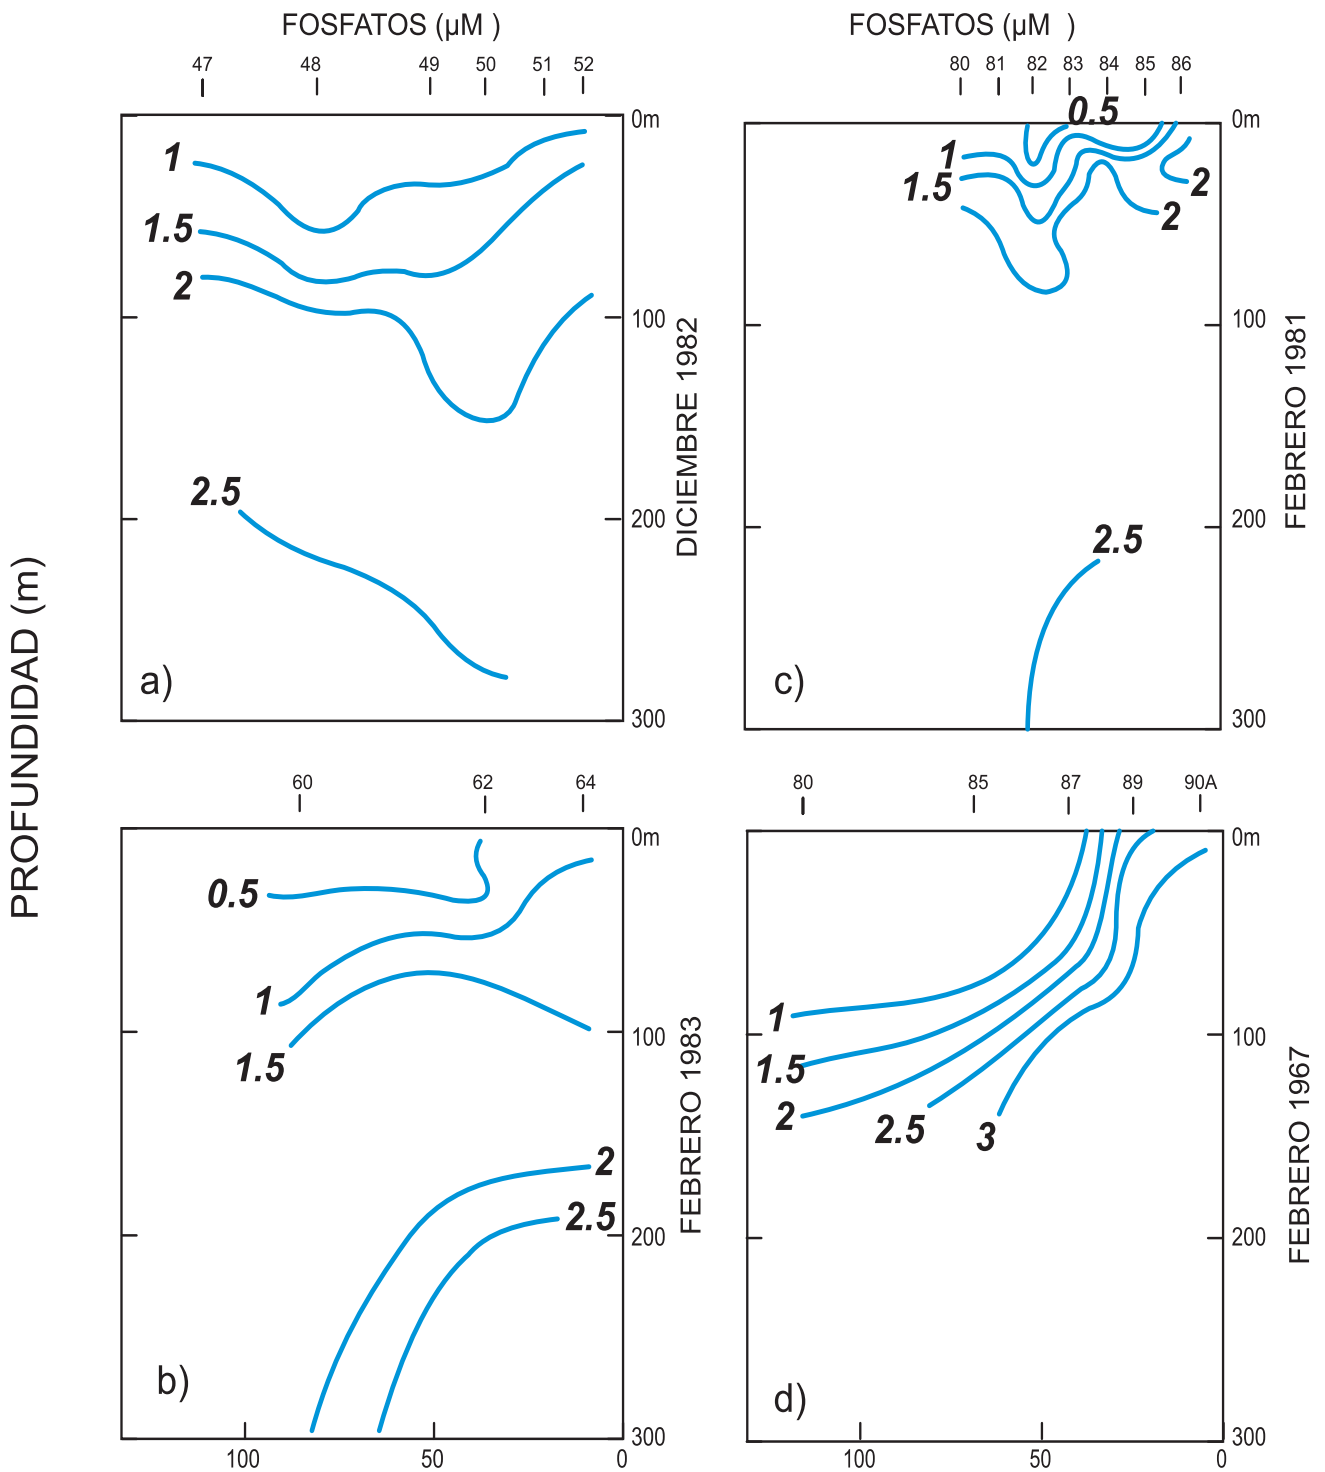 FOSFATOS (µM )
47 48 49 50 51 52
0m
1
1.5
2
100
2.5
200
a)
300
DICIEMBRE 1982
FOSFATOS (µM )
80 81 82 83 84 85 86
0.5
0m
1
1.5
2
2
100
200
2.5
c)
300
FEBRERO 1981
PROFUNDIDAD (m)
60 62 64
0m
0.5
1
100
1.5
2
2.5
200
b)
300
100 50 0
FEBRERO 1983
80 85 87 89 90A
0m
1
100
1.5
2
2.5
3
200
d)
300
100 50 0
FEBRERO 1967